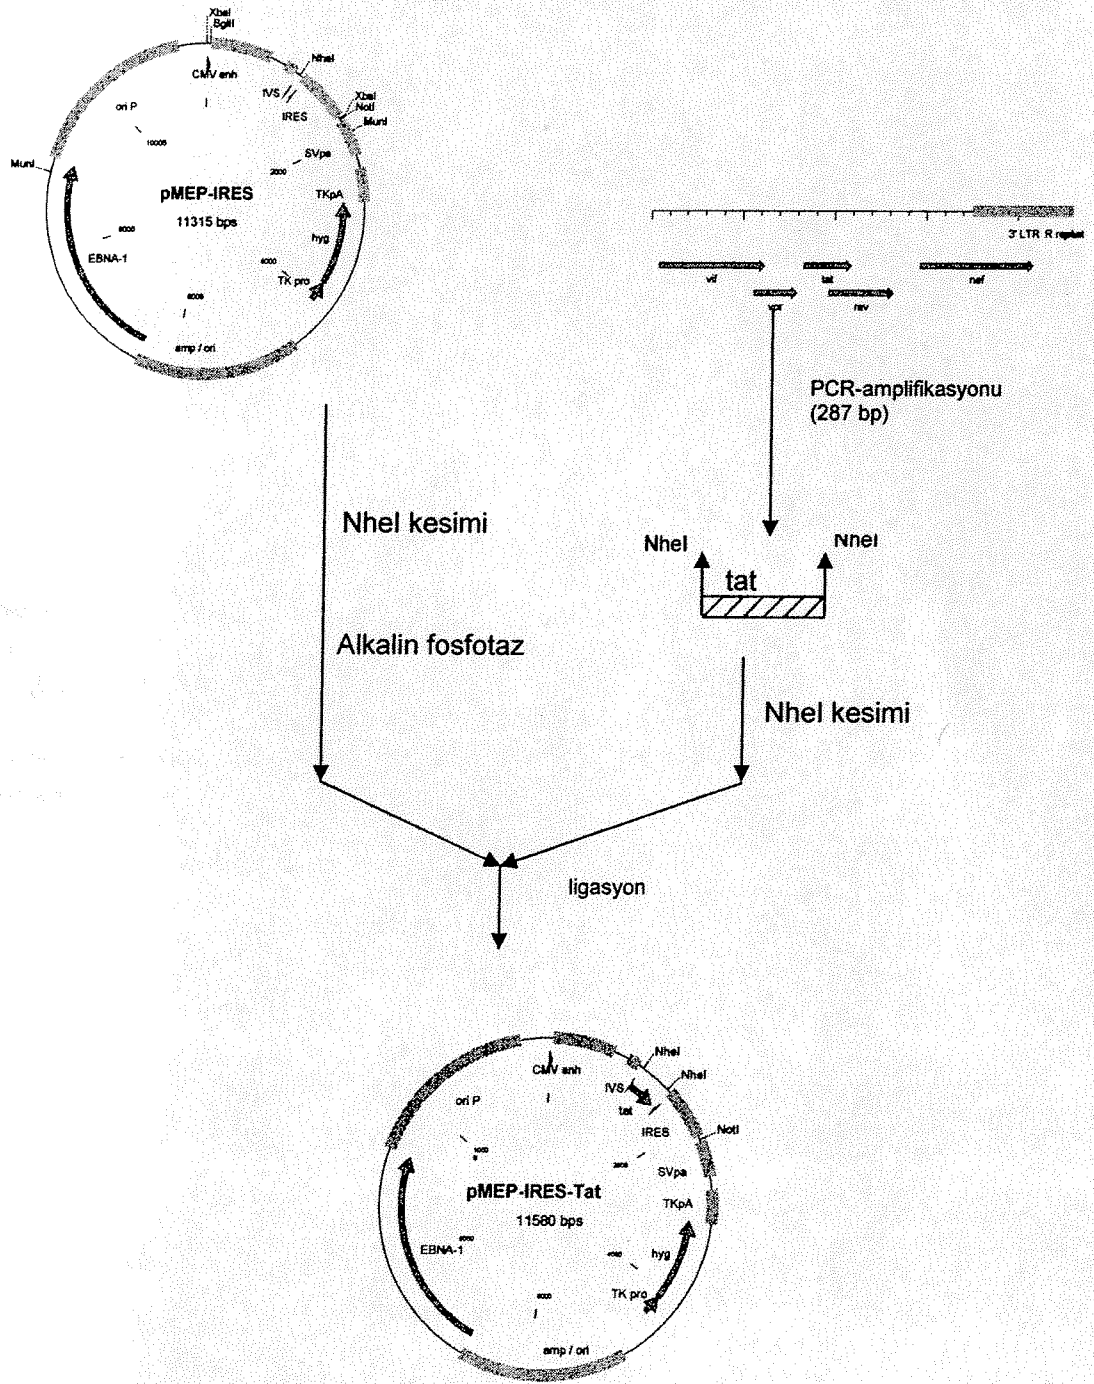 XbaI
BglII
CMV enh
NheI
IVS
IRES
XbaI
NotI
MunI
ori P
10005
MunI
SVpa
2000
pMEP-IRES
11315 bps
TKpA
hyg
8000
EBNA-1
TK pro
amp / ori
3' LTR R repeat
vif
tat
nef
vpr
rev
PCR-amplifikasyonu
(287 bp)
NheI kesimi
NheI
NheI
tat
Alkalin fosfotaz
NheI kesimi
ligasyon
CMV enh
NheI
NheI
IVS
tat
ori P
IRES
NotI
SVpa
pMEP-IRES-Tat
11580 bps
TKpA
EBNA-1
hyg
TK pro
amp / ori